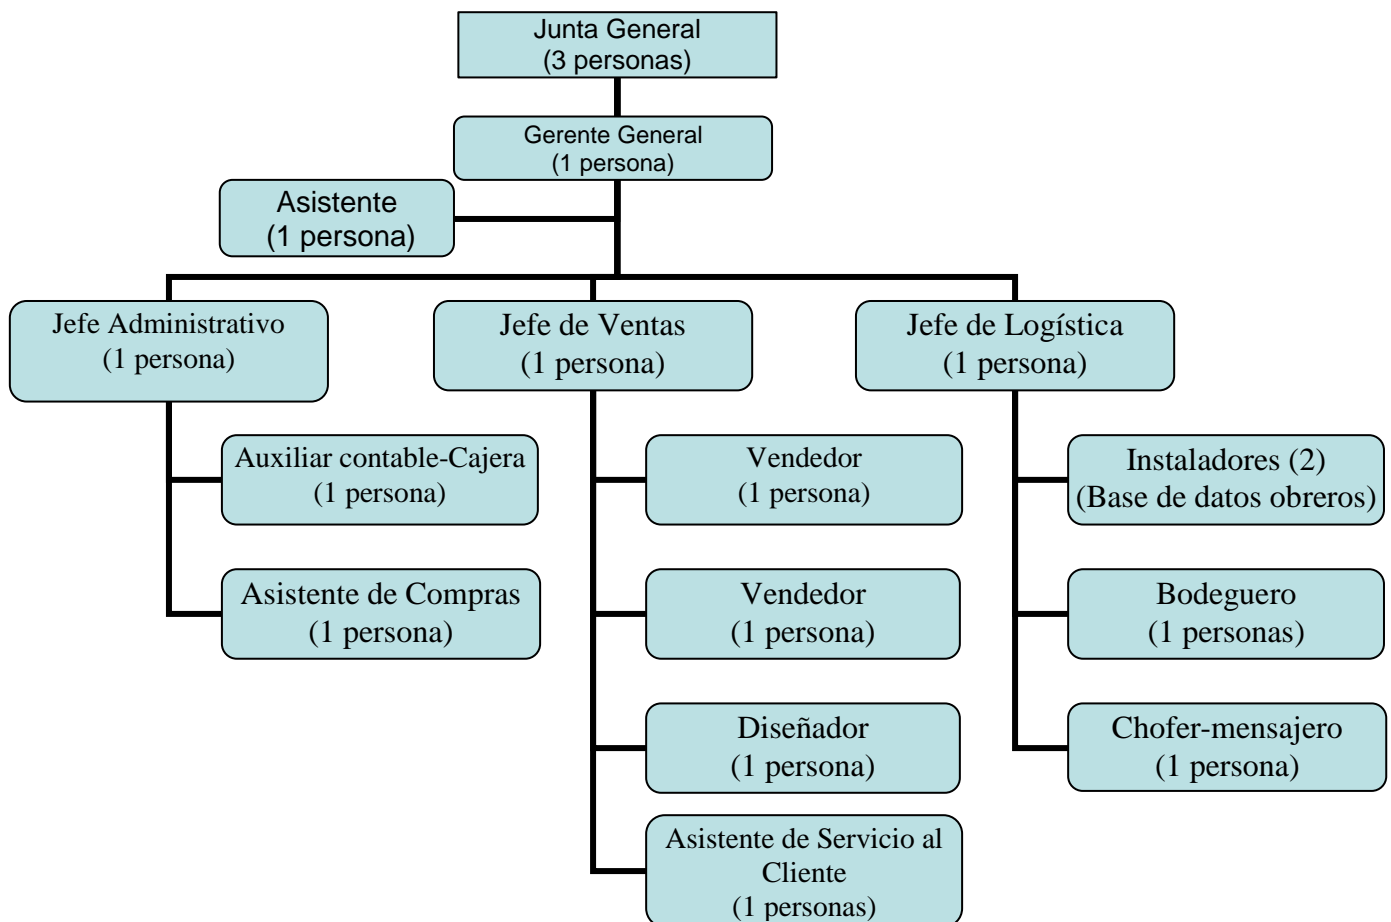 Junta General
(3 personas)
Gerente General
(1 persona)
Asistente
(1 persona)
Jefe Administrativo
(1 persona)
Jefe de Ventas
(1 persona)
Jefe de Logística
(1 persona)
Auxiliar contable-Cajera
(1 persona)
Asistente de Compras
(1 persona)
Vendedor
(1 persona)
Vendedor
(1 persona)
Diseñador
(1 persona)
Asistente de Servicio al
Cliente
(1 personas)
Instaladores (2)
(Base de datos obreros)
Bodeguero
(1 personas)
Chofer-mensajero
(1 persona)